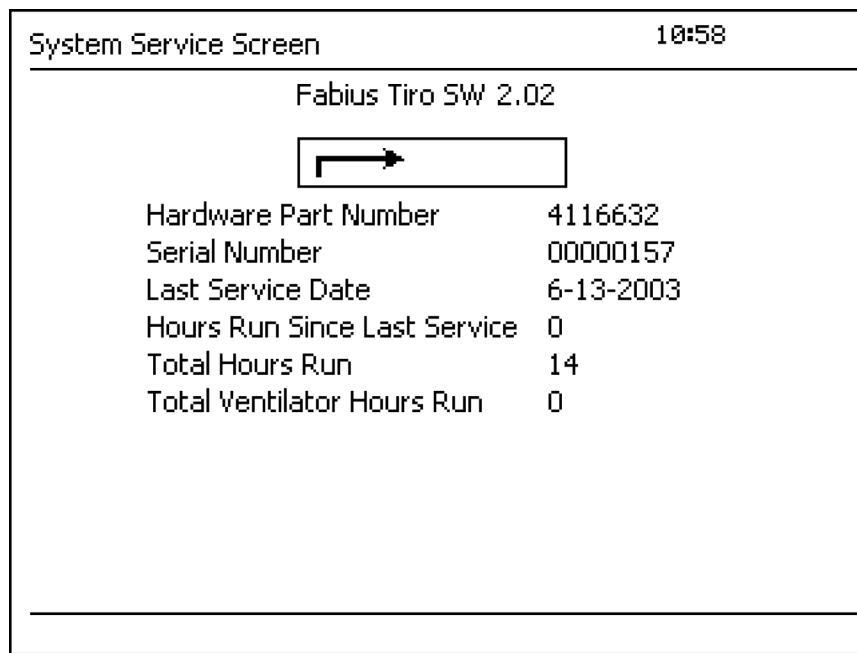 System Service Screen 10:58
Fabius Tiro SW 2.02
Hardware Part Number 4116632
Serial Number 00000157
Last Service Date 6-13-2003
Hours Run Since Last Service 0
Total Hours Run 14
Total Ventilator Hours Run 0